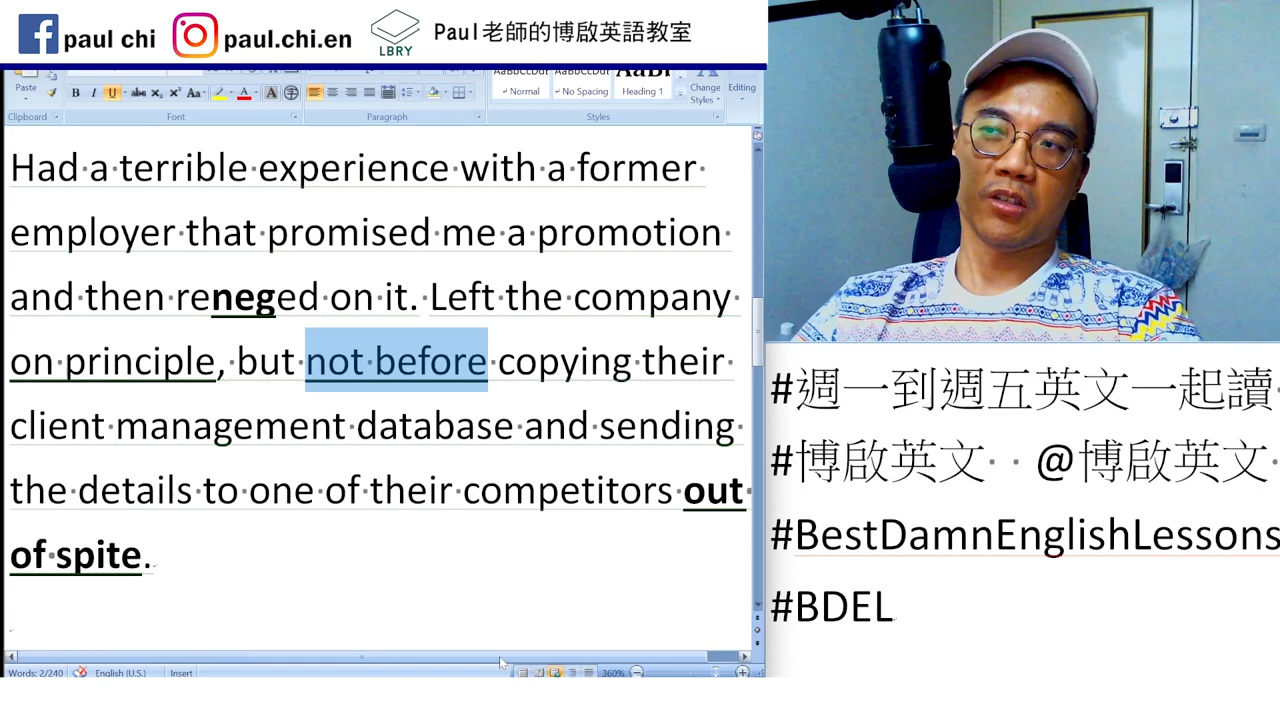 paul chi
paul.chi.en
LBRY
Paul老師的博啟英語教室
Paste
Clipboard
B I U abc X₂ X² Aa A A
Font
Paragraph
Normal
No Spacing
AaB
Heading 1
Styles
Change Styles
Editing
Had a terrible experience with a former
employer that promised me a promotion
and then reneged on it. Left the company
on principle, but not before copying their
client management database and sending
the details to one of their competitors out
of spite.
Words: 2/240
English (U.S.)
Insert
360%
#週一到週五英文一起讀
#博啟英文 @博啟英文
#BestDamnEnglishLessons
#BDEL